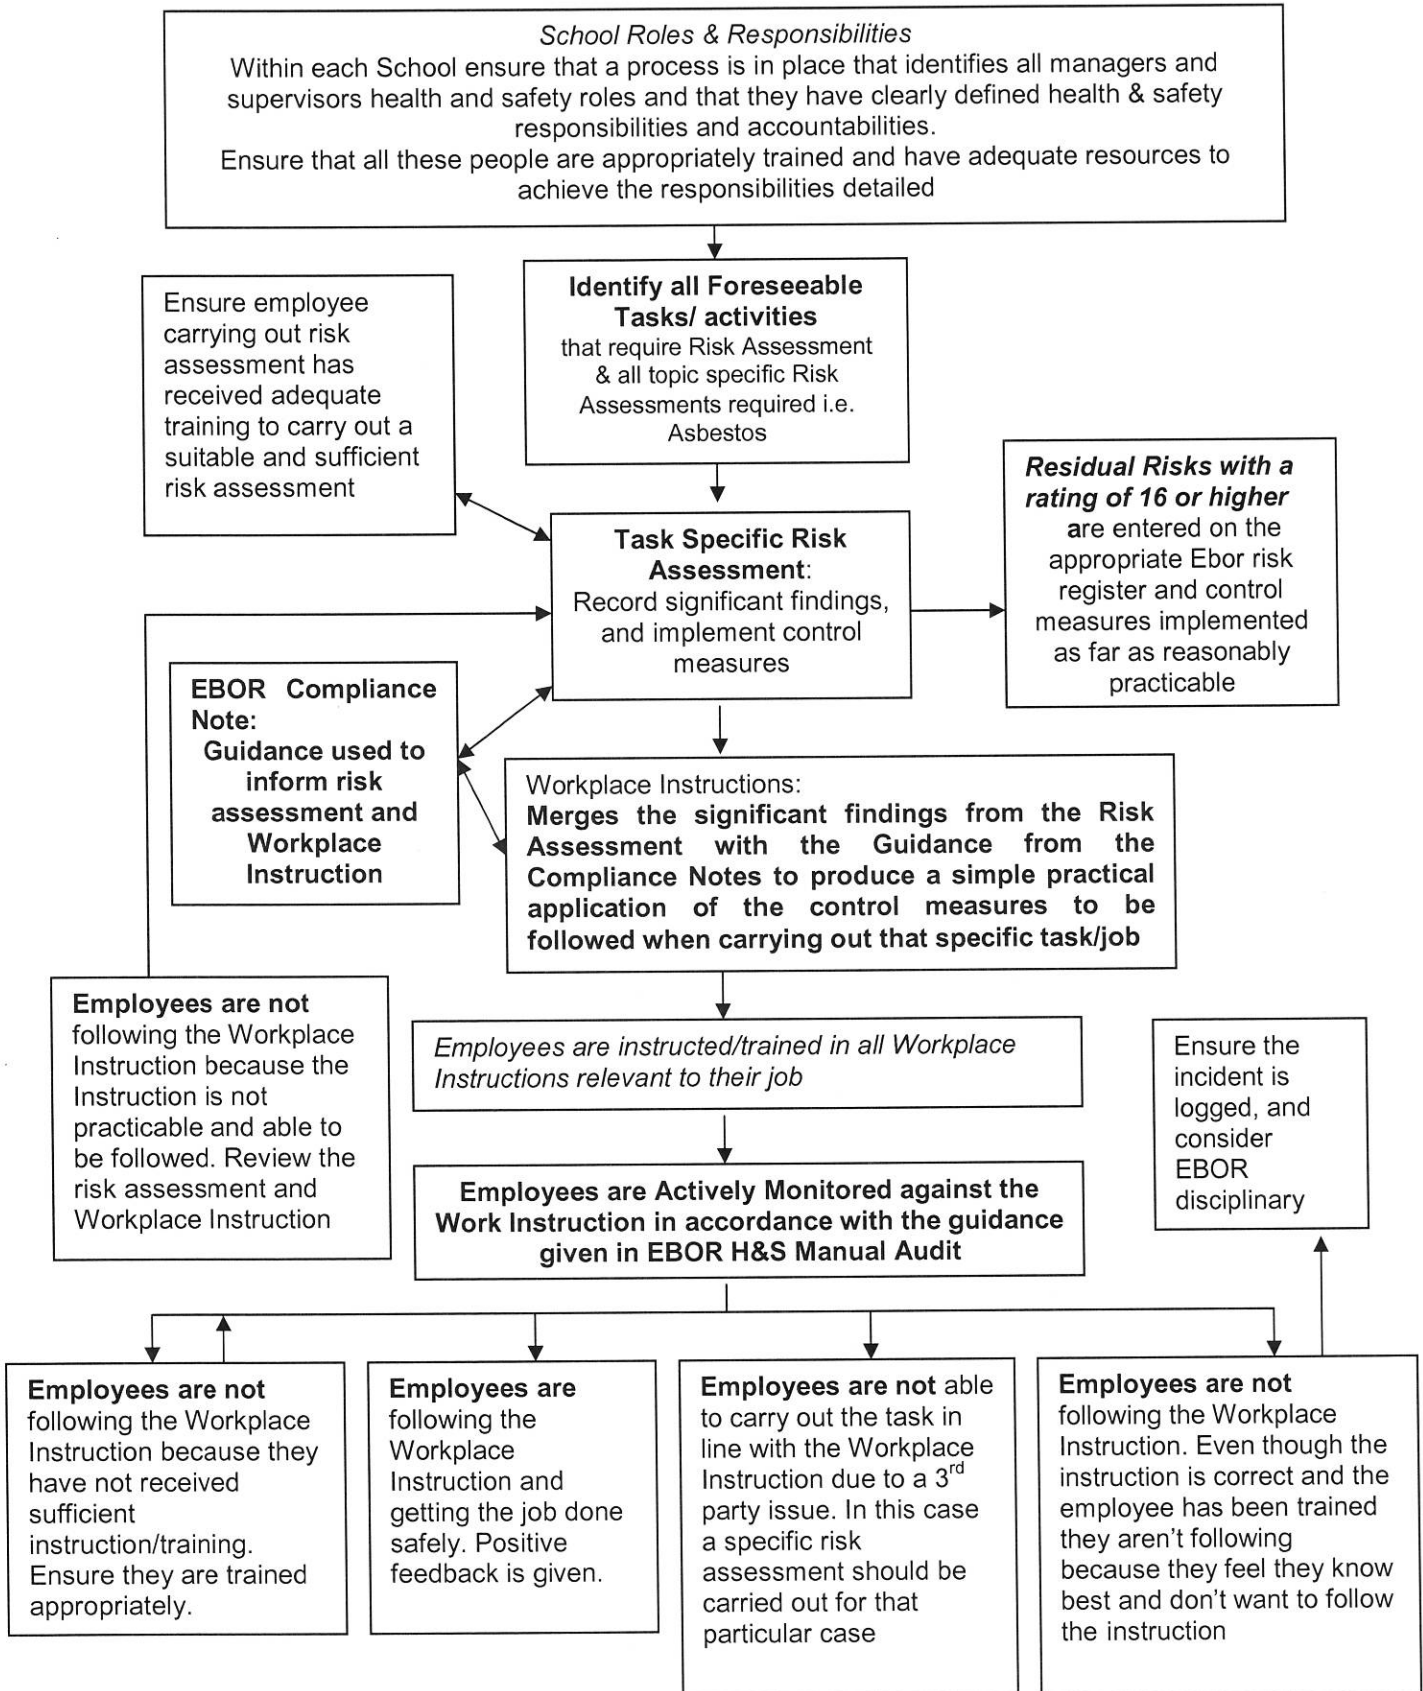 School Roles & Responsibilities
Within each School ensure that a process is in place that identifies all managers and
supervisors health and safety roles and that they have clearly defined health & safety
responsibilities and accountabilities.
Ensure that all these people are appropriately trained and have adequate resources to
achieve the responsibilities detailed
Ensure employee
carrying out risk
assessment has
received adequate
training to carry out a
suitable and sufficient
risk assessment
Identify all Foreseeable
Tasks/ activities
that require Risk Assessment
& all topic specific Risk
Assessments required i.e.
Asbestos
Residual Risks with a
rating of 16 or higher
are entered on the
appropriate Ebor risk
register and control
measures implemented
as far as reasonably
practicable
Task Specific Risk
Assessment:
Record significant findings,
and implement control
measures
EBOR Compliance
Note:
Guidance used to
inform risk
assessment and
Workplace
Instruction
Workplace Instructions:
Merges the significant findings from the Risk
Assessment with the Guidance from the
Compliance Notes to produce a simple practical
application of the control measures to be
followed when carrying out that specific task/job
Employees are not
following the Workplace
Instruction because the
Instruction is not
practicable and able to
be followed. Review the
risk assessment and
Workplace Instruction
Employees are instructed/trained in all Workplace
Instructions relevant to their job
Ensure the
incident is
logged, and
consider
EBOR
disciplinary
Employees are Actively Monitored against the
Work Instruction in accordance with the guidance
given in EBOR H&S Manual Audit
Employees are not
following the Workplace
Instruction because they
have not received
sufficient
instruction/training.
Ensure they are trained
appropriately.
Employees are
following the
Workplace
Instruction and
getting the job done
safely. Positive
feedback is given.
Employees are not able
to carry out the task in
line with the Workplace
Instruction due to a 3rd
party issue. In this case
a specific risk
assessment should be
carried out for that
particular case
Employees are not
following the Workplace
Instruction. Even though the
instruction is correct and the
employee has been trained
they aren't following
because they feel they know
best and don't want to follow
the instruction